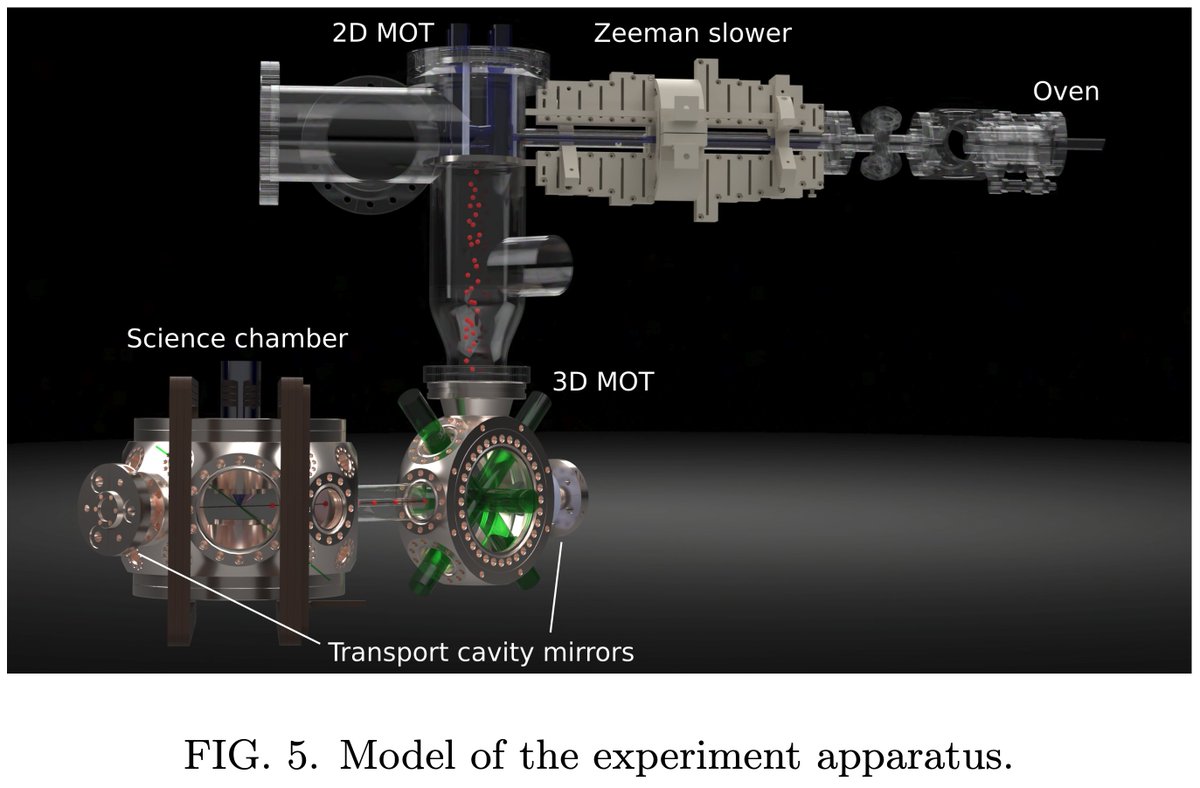 2D MOT
Zeeman slower
Oven
Science chamber
3D MOT
Transport cavity mirrors
FIG. 5. Model of the experiment apparatus.